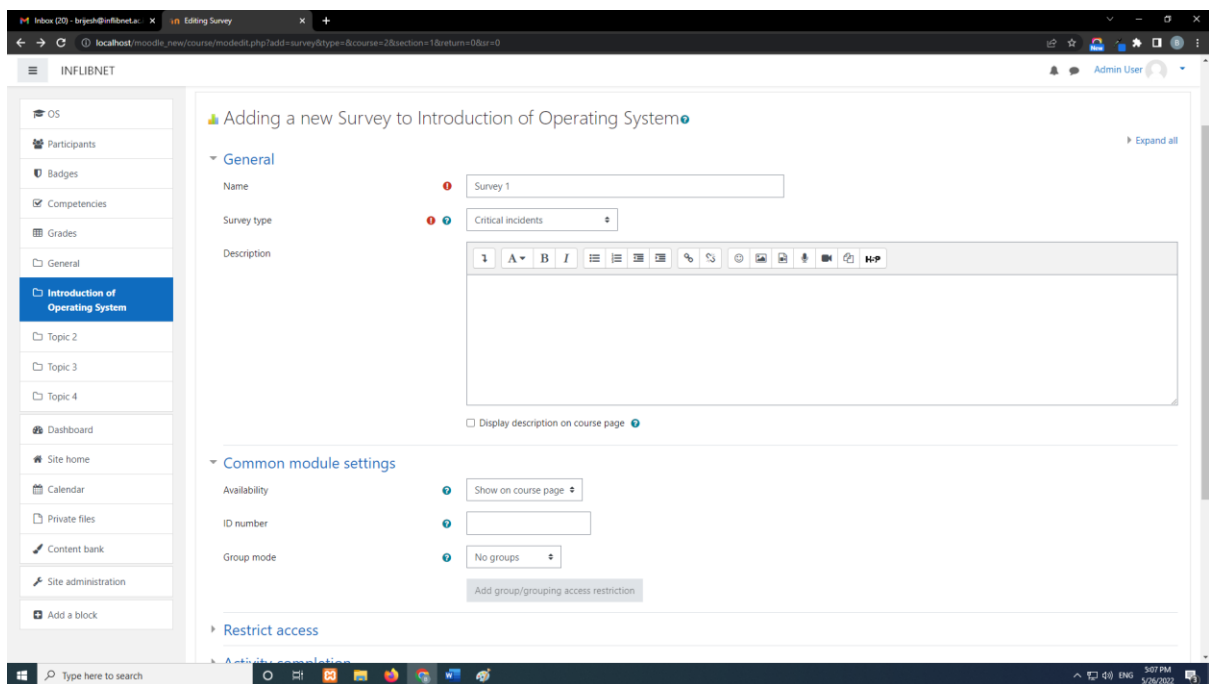 Inbox (20) - brijesh@inflibnet.ac.
Editing Survey
localhost/moodle_new/course/modedit.php?add=survey&type=&course=2&section=1&return=0&sr=0
New
B
INFLIBNET
Admin User
OS
Participants
Badges
Competencies
Grades
General
Introduction of
Operating System
Topic 2
Topic 3
Topic 4
Dashboard
Site home
Calendar
Private files
Content bank
Site administration
Add a block
Adding a new Survey to Introduction of Operating System
Expand all
General
Name
Survey 1
Survey type
Critical incidents
Description
A B I H-P
Display description on course page
Common module settings
Availability
Show on course page
ID number
Group mode
No groups
Add group/grouping access restriction
Restrict access
Activity completion
Type here to search
ENG
5:07 PM
5/26/2022